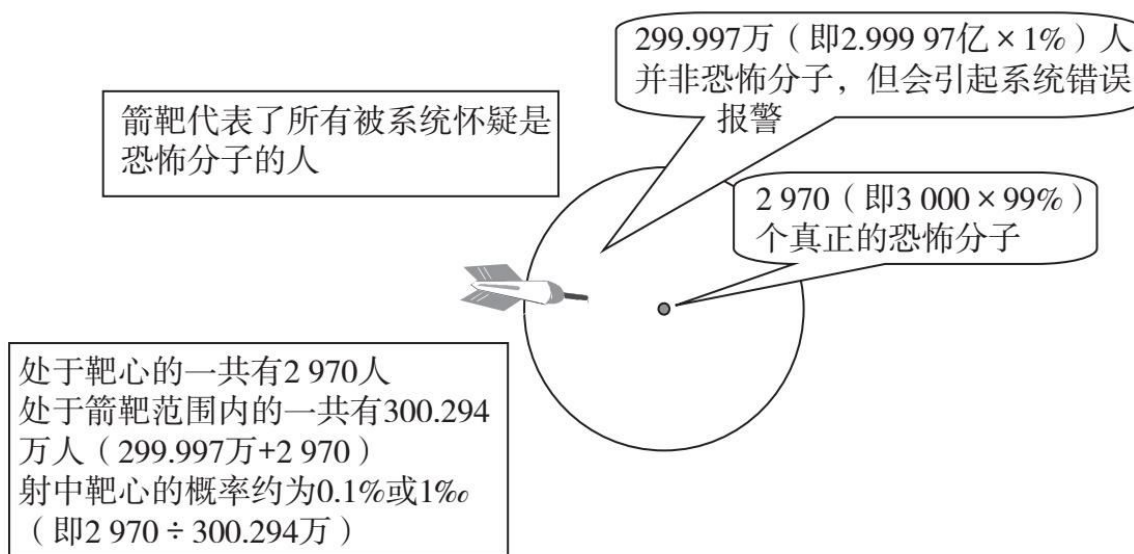 299.997万（即2.999 97亿 × 1%）人
并非恐怖分子，但会引起系统错误
报警
箭靶代表了所有被系统怀疑是
恐怖分子的人
2 970（即3 000 × 99%）
个真正的恐怖分子
处于靶心的一共有2 970人
处于箭靶范围内的一共有300.294
万人（299.997万+2 970）
射中靶心的概率约为0.1%或1‰
（即2 970 ÷ 300.294万）